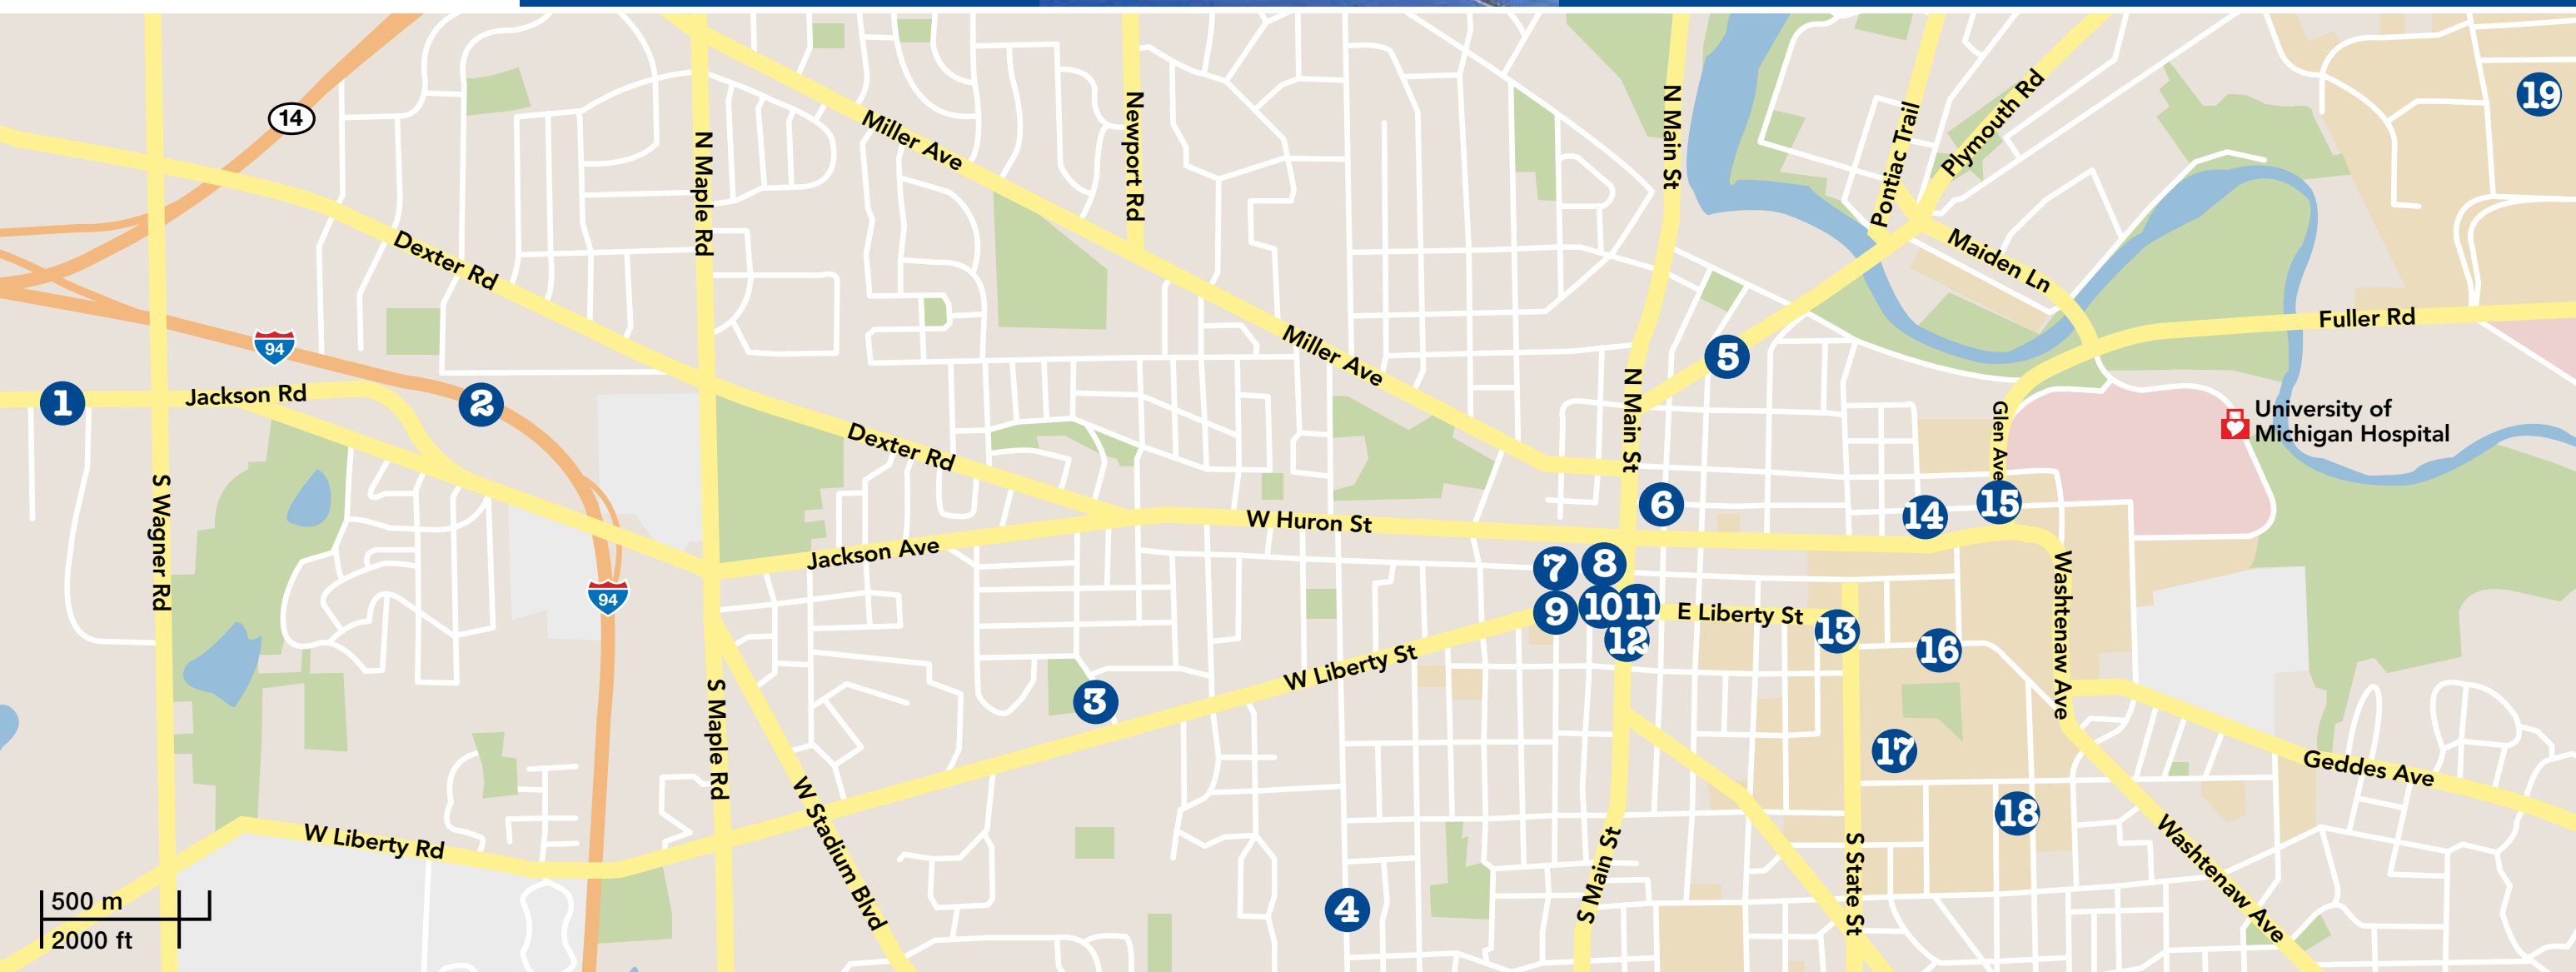 14
19
Miller Ave
Newport Rd
N Main St
Pontiac Trail
Plymouth Rd
N Maple Rd
Dexter Rd
Maiden Ln
Fuller Rd
94
Miller Ave
5
1
Jackson Rd
2
N Main St
Glen Ave
University of
Michigan Hospital
Dexter Rd
S Wagner Rd
6
14
15
W Huron St
Jackson Ave
94
7
8
9
10
11
12
E Liberty St
13
16
Washtenaw Ave
W Liberty St
3
S Maple Rd
17
Geddes Ave
W Stadium Blvd
18
W Liberty Rd
S Main St
S State St
Washtenaw Ave
4
500 m
2000 ft